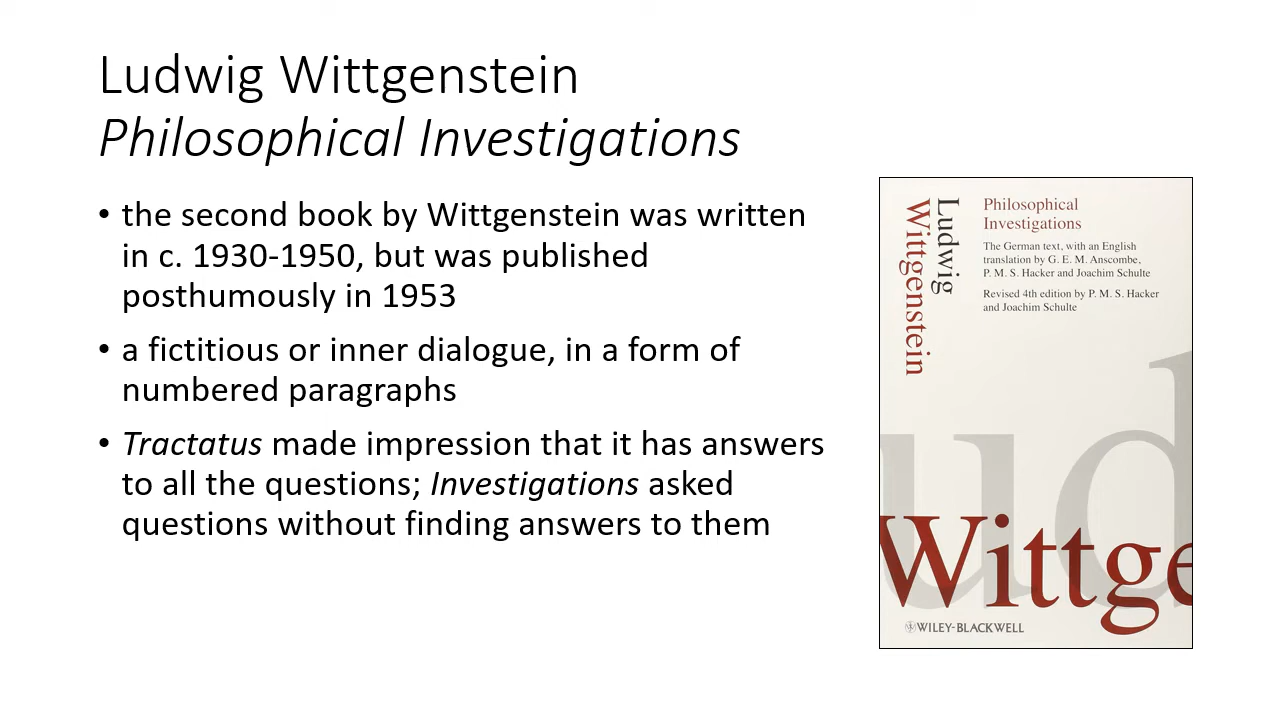 Ludwig Wittgenstein
Philosophical Investigations
• the second book by Wittgenstein was written
in c. 1930-1950, but was published
posthumously in 1953
• a fictitious or inner dialogue, in a form of
numbered paragraphs
• Tractatus made impression that it has answers
to all the questions; Investigations asked
questions without finding answers to them
Ludwig
Wittgenstein
Philosophical
Investigations
The German text, with an English
translation by G. E. M. Anscombe,
P. M. S. Hacker and Joachim Schulte
Revised 4th edition by P. M. S. Hacker
and Joachim Schulte
ud
Wittge
WILEY-BLACKWELL